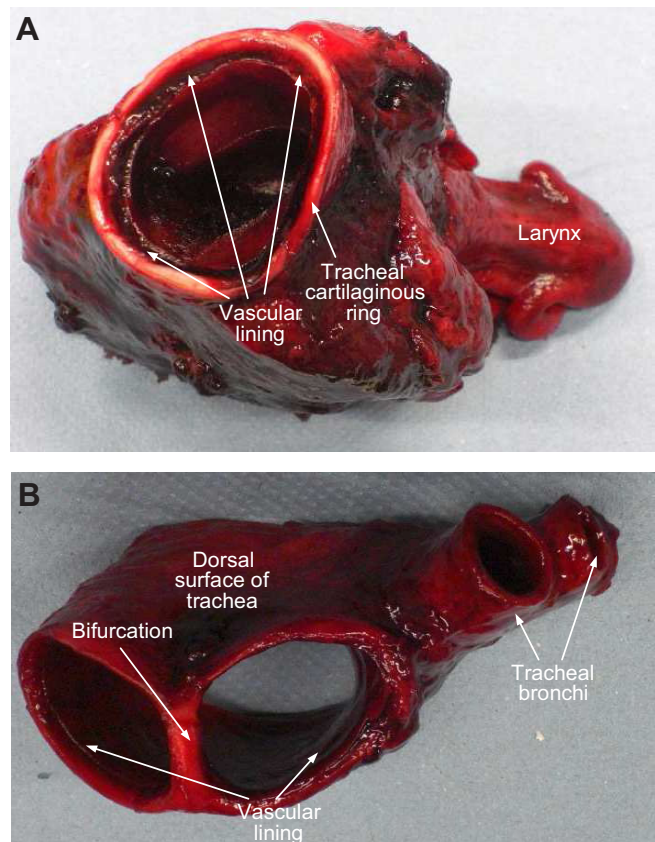 A
Larynx
Tracheal
cartilaginous
ring
Vascular
lining
B
Dorsal
surface of
trachea
Bifurcation
Tracheal
bronchi
Vascular
lining